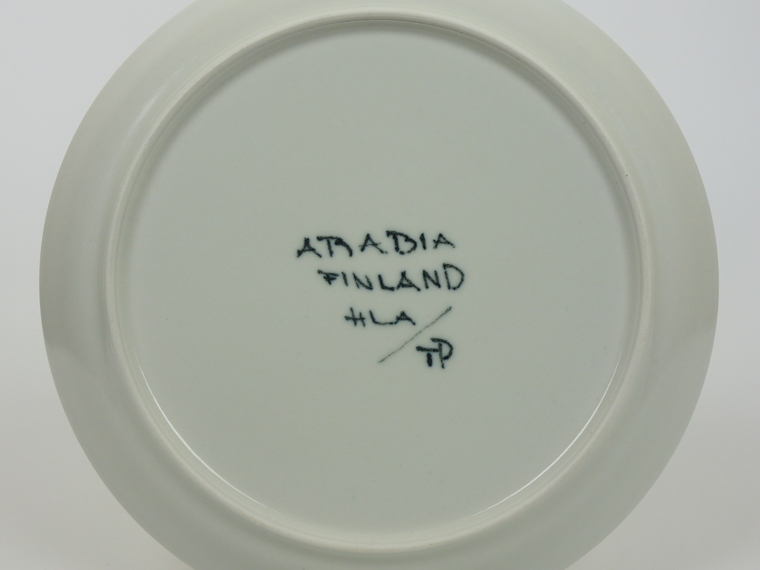 ARABIA
FINLAND
HLA /
TP